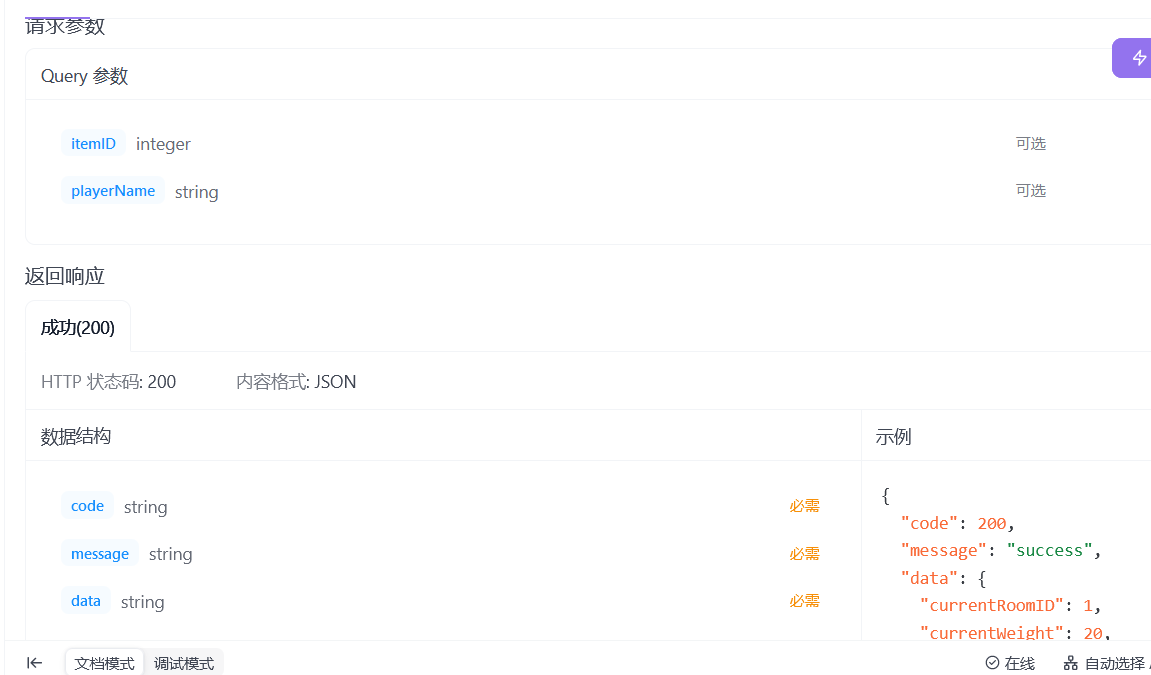 请求参数
Query 参数
itemID integer 可选
playerName string 可选
返回响应
成功(200)
HTTP 状态码: 200 内容格式: JSON
数据结构 示例
code string 必需
message string 必需
data string 必需
{
"code": 200,
"message": "success",
"data": {
"currentRoomID": 1,
"currentWeight": 20,
文档模式 调试模式 在线 自动选择